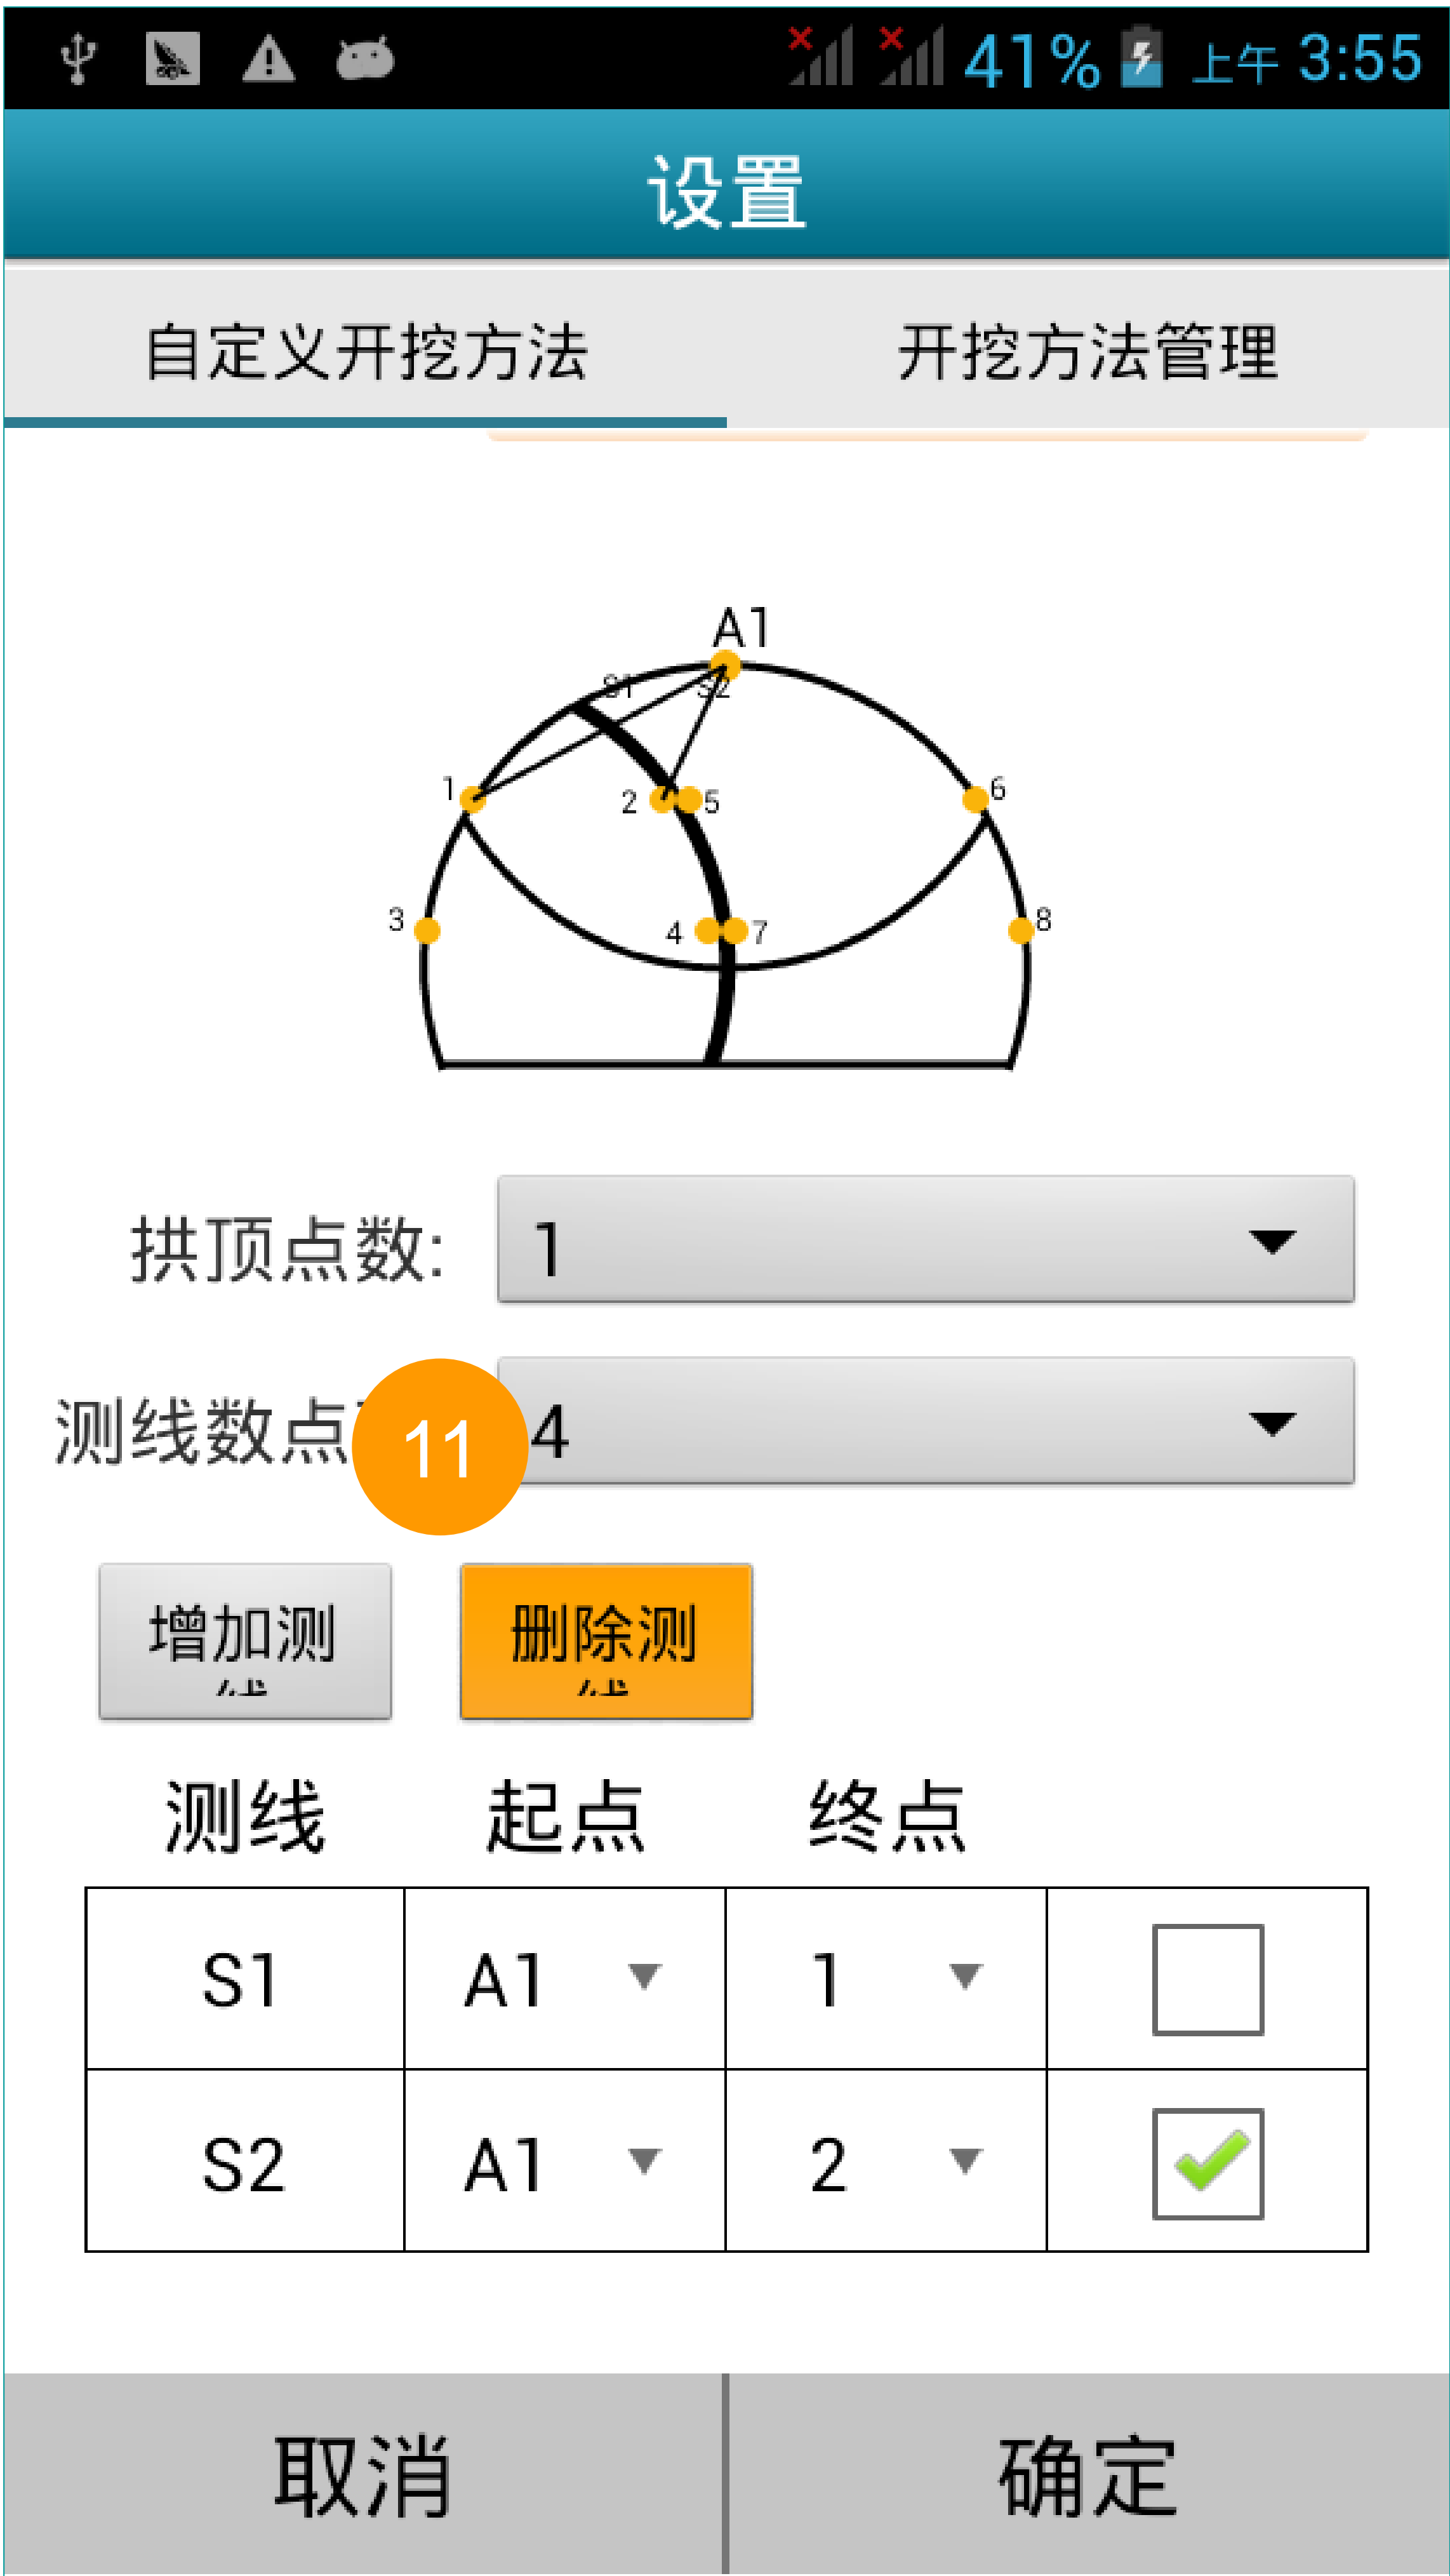 41% 上午 3:55
设置
自定义开挖方法 开挖方法管理
A1
S1 S2
1 2 5 6
3 4 7 8
拱顶点数: 1
测线数点 11 4
增加测 删除测
测线 起点 终点
S1 A1 1
S2 A1 2
取消 确定